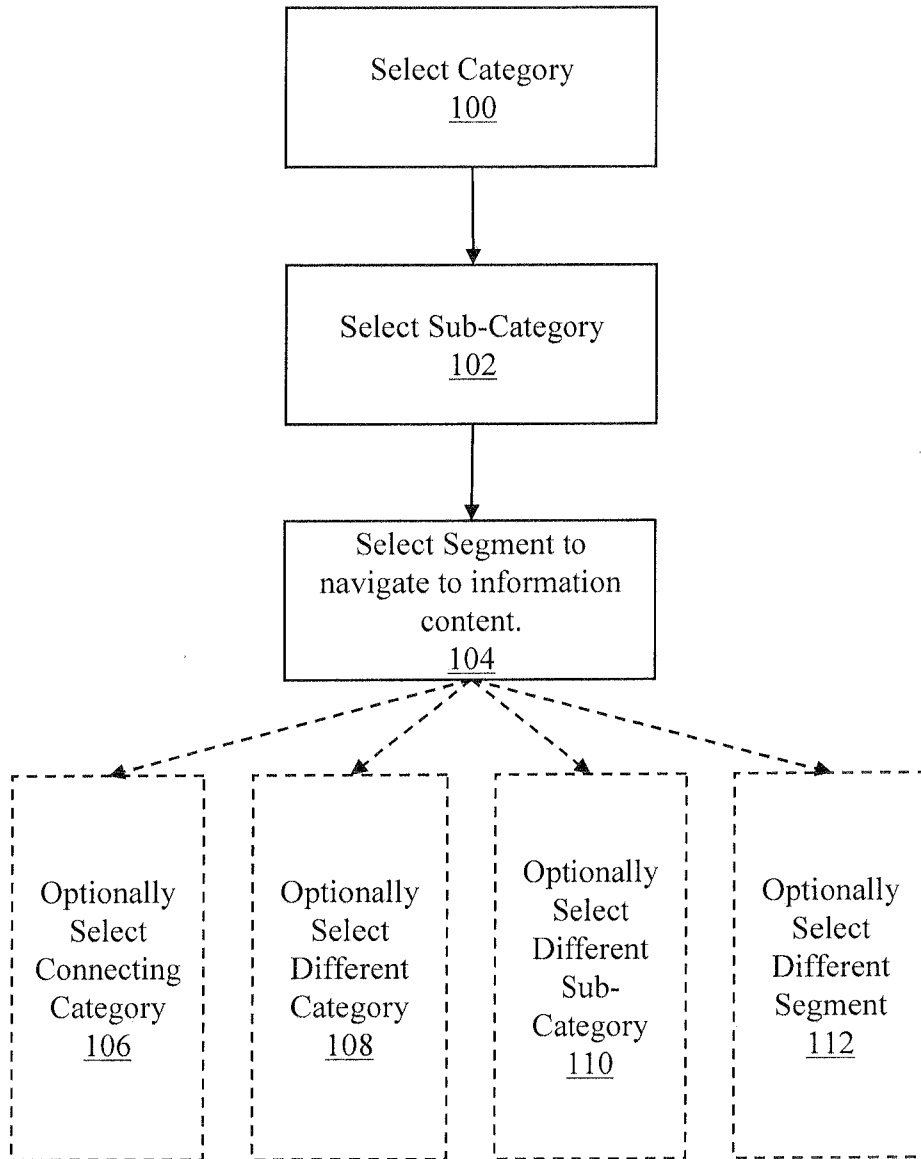 Select Category
100
Select Sub-Category
102
Select Segment to
navigate to information
content.
104
Optionally
Select
Connecting
Category
106
Optionally
Select
Different
Category
108
Optionally
Select
Different
Sub-
Category
110
Optionally
Select
Different
Segment
112